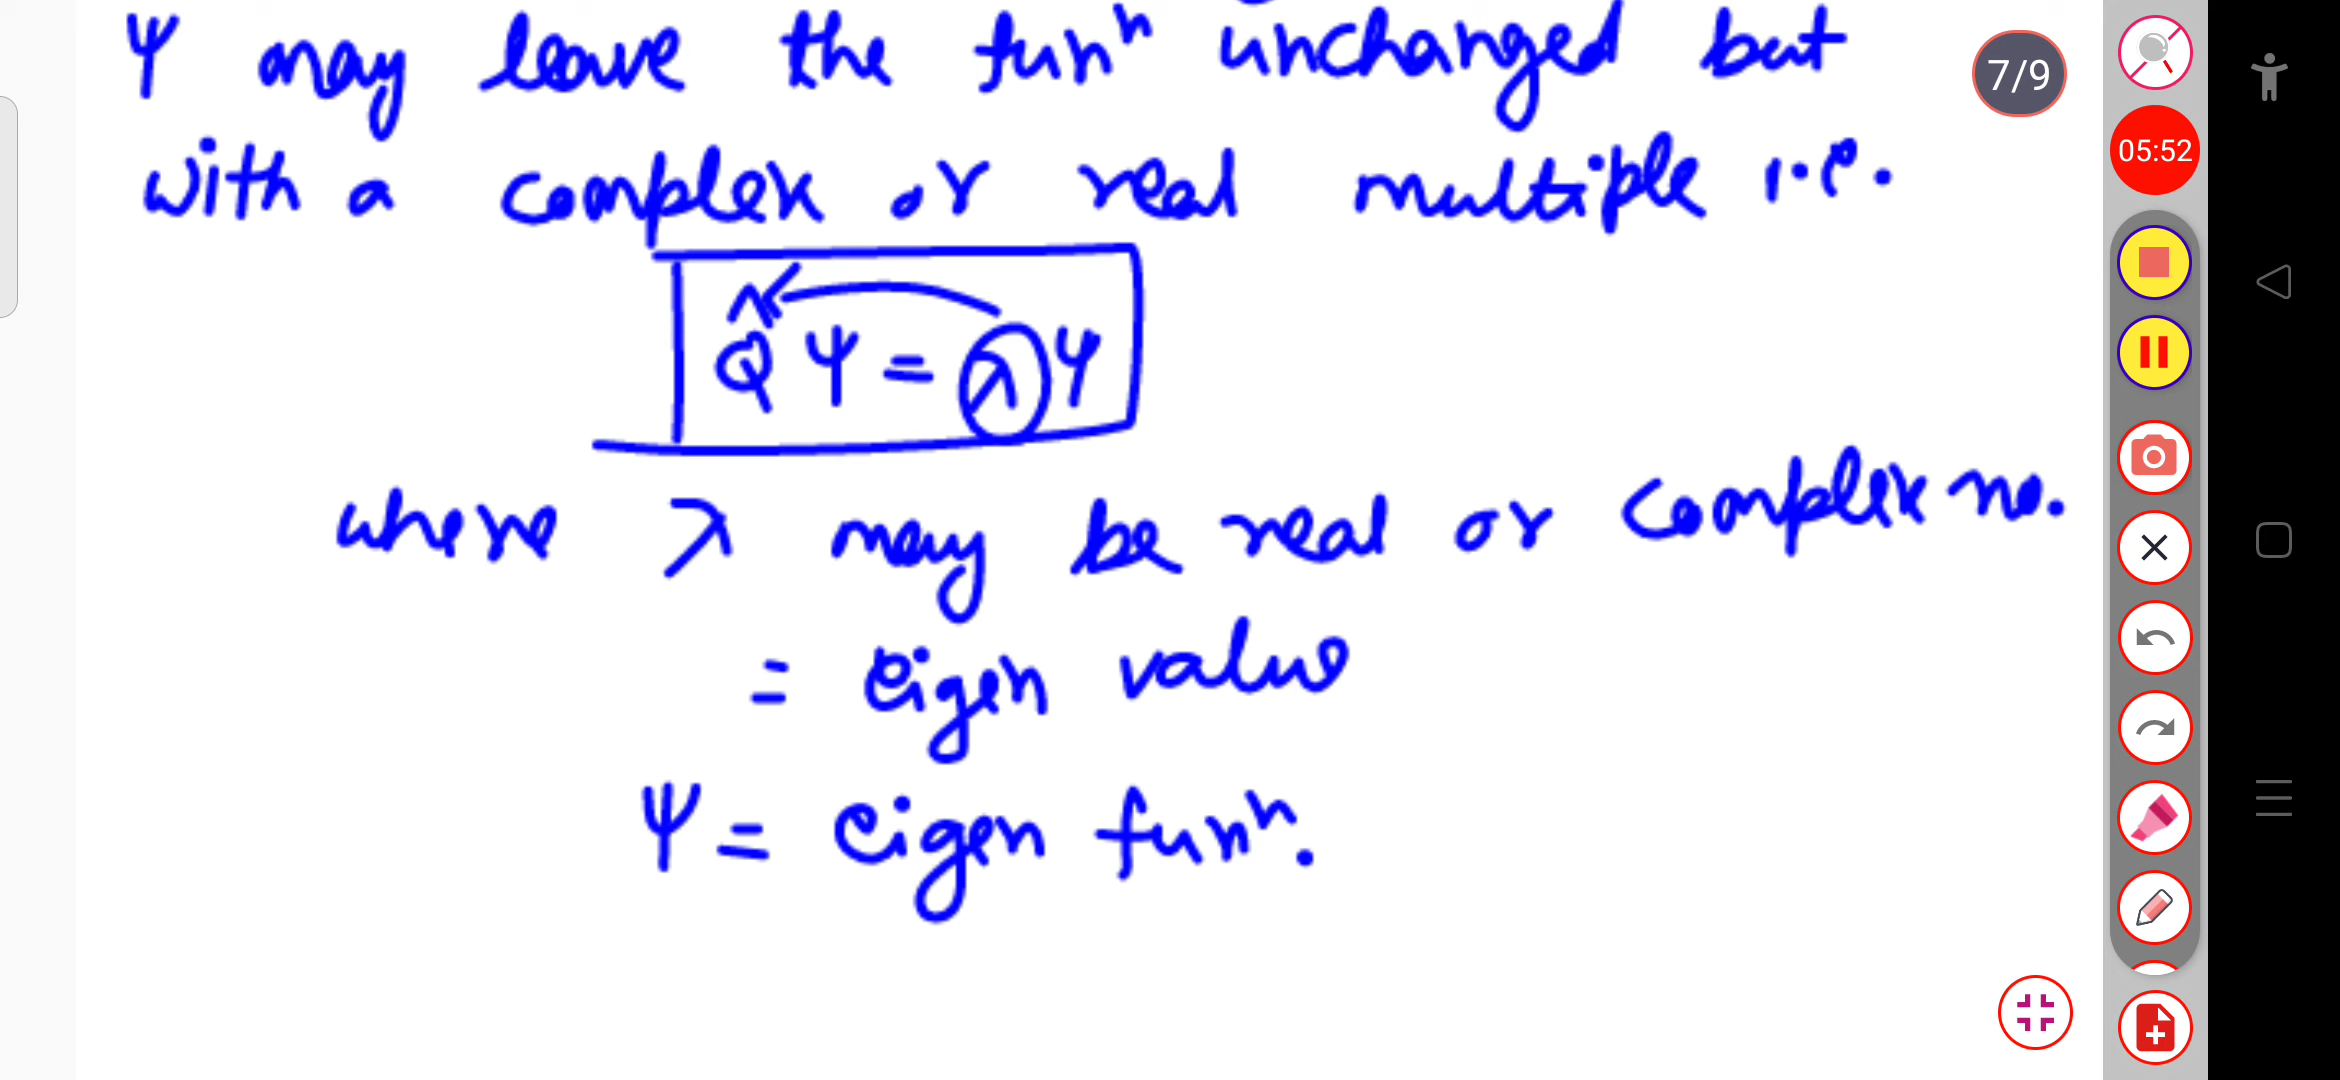 Ψ may leave the funⁿ unchanged but
7/9
05:52
with a complex or real multiple i.e.
Q̂ Ψ = λ Ψ
where λ may be real or complex no.
= eigen value
Ψ = eigen funⁿ.